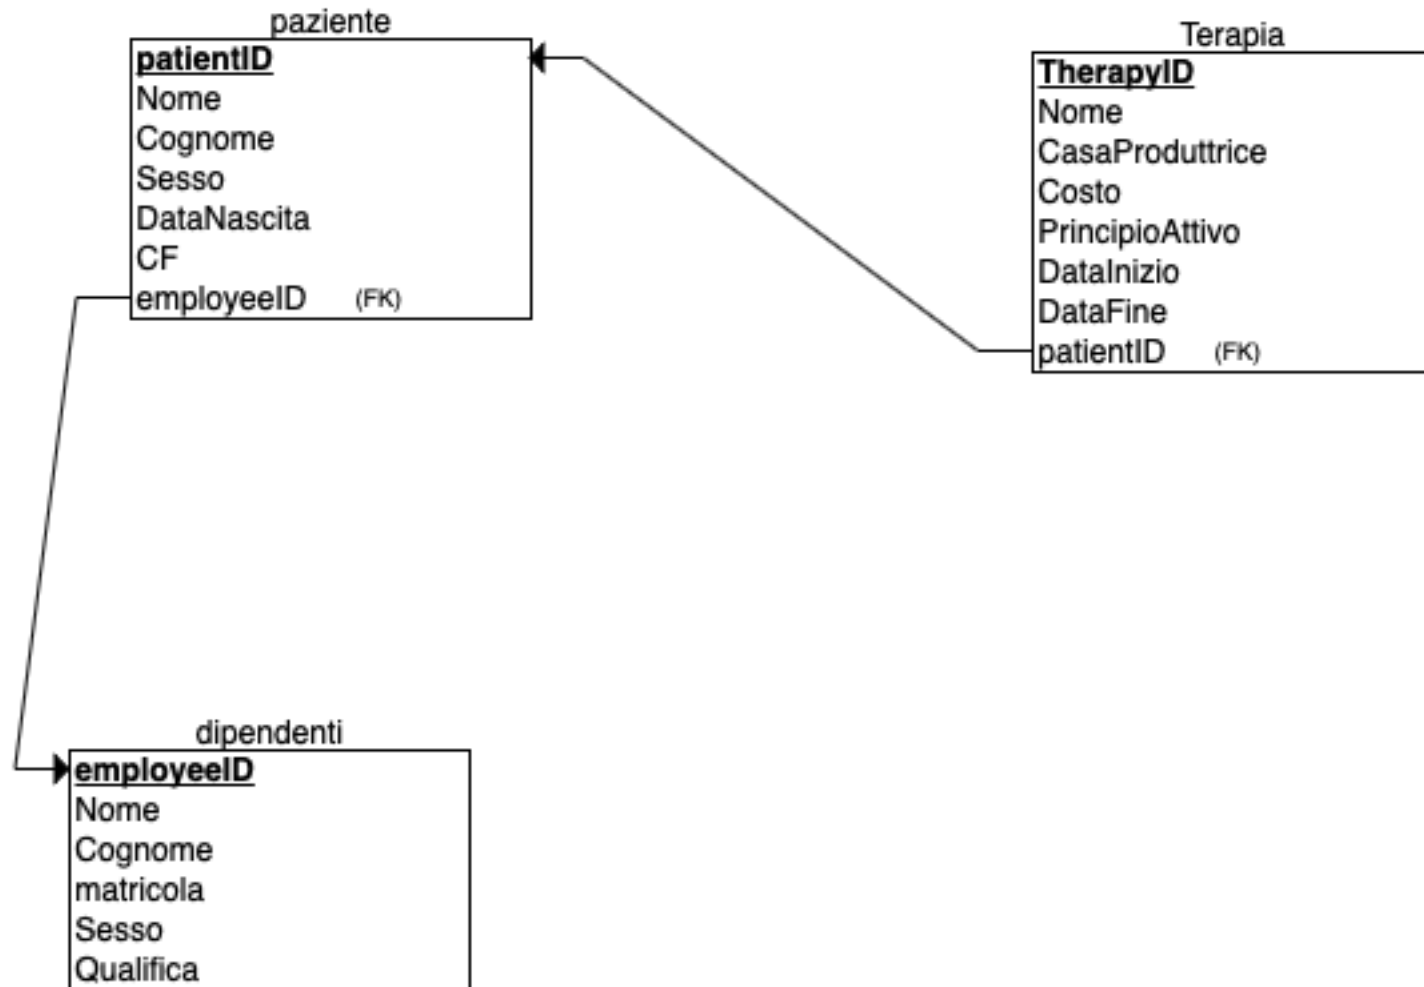 paziente
patientID
Nome
Cognome
Sesso
DataNascita
CF
employeeID (FK)
Terapia
TherapyID
Nome
CasaProduttrice
Costo
PrincipioAttivo
DataInizio
DataFine
patientID (FK)
dipendenti
employeeID
Nome
Cognome
matricola
Sesso
Qualifica